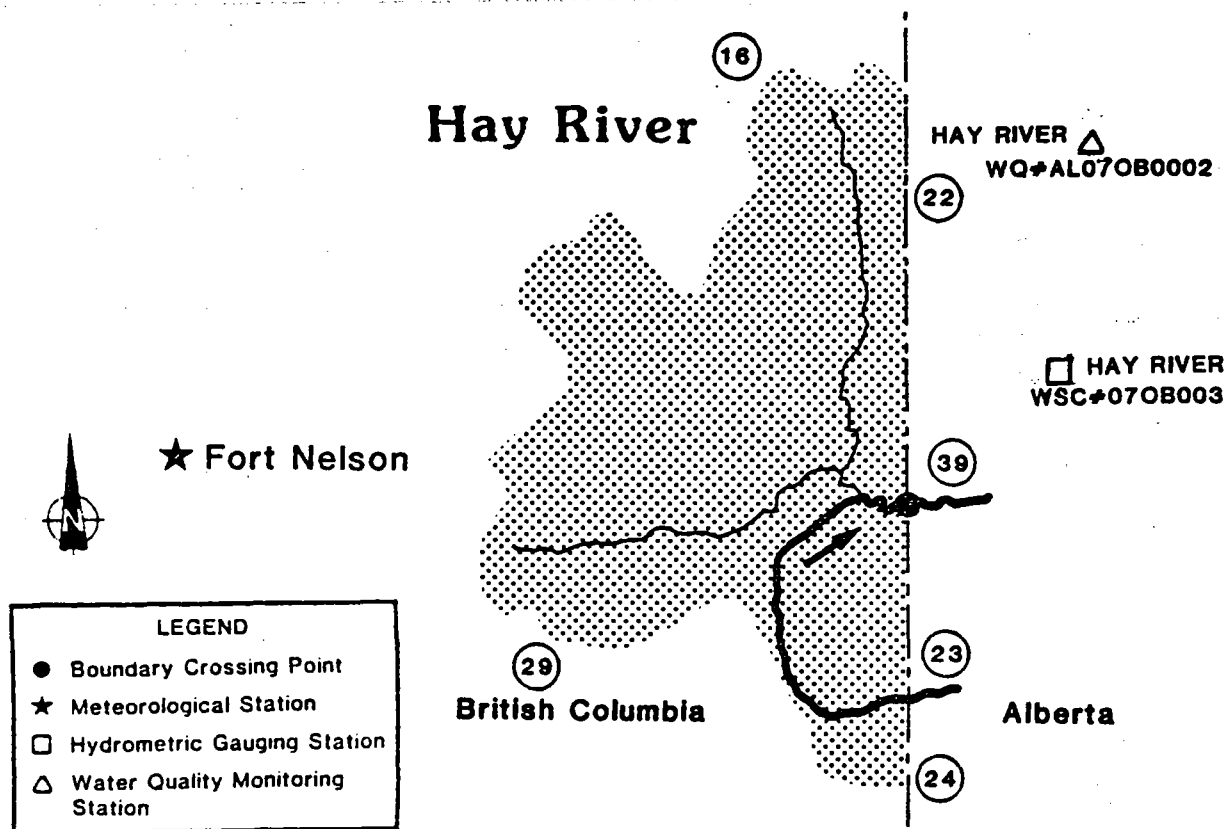 16
Hay River
HAY RIVER
WQ#AL07OB0002
22
HAY RIVER
WSC#07OB003
Fort Nelson
39
N
LEGEND
Boundary Crossing Point
Meteorological Station
Hydrometric Gauging Station
Water Quality Monitoring
Station
29
British Columbia
23
Alberta
24